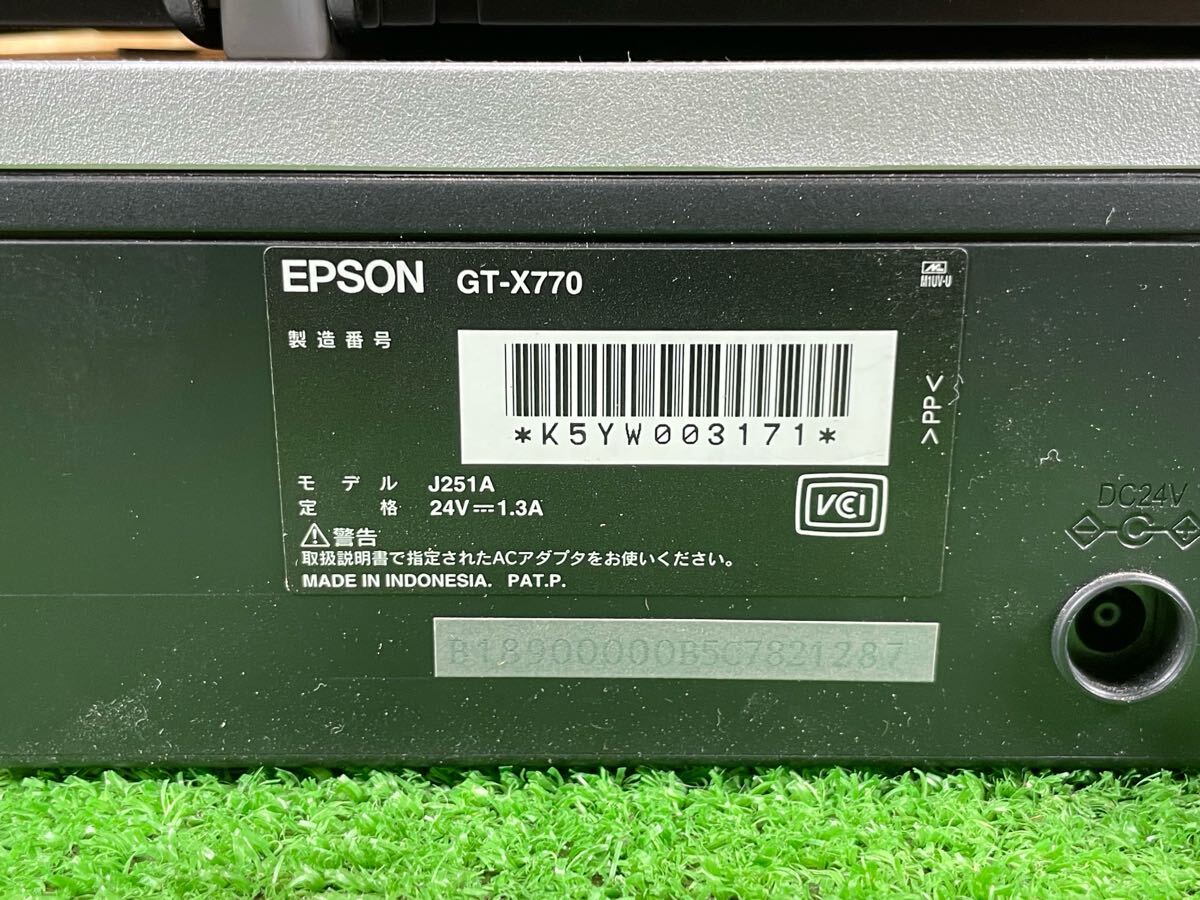 EPSON GT-X770
M1UV-U
製造番号
*K5YW003171*
>PP<
モデル J251A
定格 24V⎓1.3A
VCI
⚠警告
取扱説明書で指定されたACアダプタをお使いください。
MADE IN INDONESIA. PAT.P.
DC24V
B18900000B5C7821287